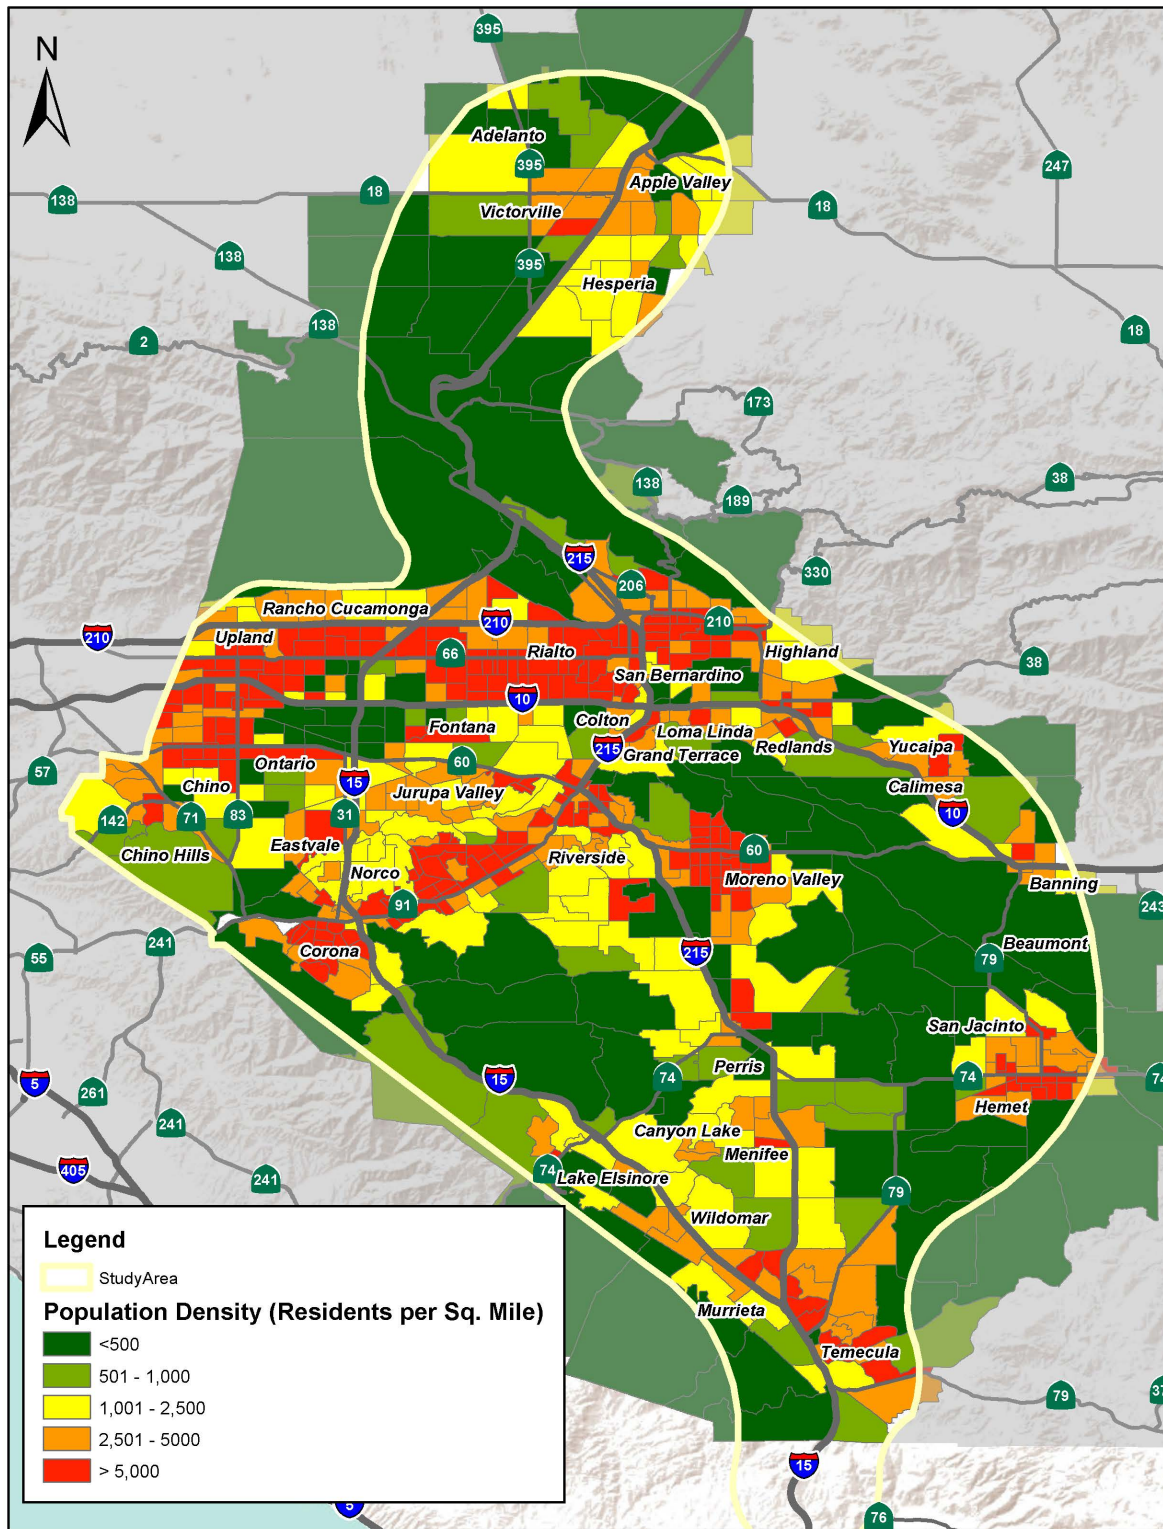 395
N
Adelanto
395
247
Apple Valley
138
18
Victorville
18
138
395
Hesperia
138
18
2
173
38
138
189
215
330
206
Rancho Cucamonga
210
210
210
Upland
66
Rialto
Highland
38
San Bernardino
10
Colton
Fontana
Loma Linda
215
Redlands
Yucaipa
Grand Terrace
60
57
Ontario
15
Chino
Jurupa Valley
Calimesa
10
142
71
83
31
Eastvale
Chino Hills
Riverside
60
Norco
Moreno Valley
Banning
91
243
241
Corona
55
215
Beaumont
79
San Jacinto
Perris
15
74
74
74
5
261
Hemet
241
Canyon Lake
Menifee
405
241
74
Lake Elsinore
79
Wildomar
Murrieta
Temecula
79
37
15
5
76
Legend
StudyArea
Population Density (Residents per Sq. Mile)
<500
501 - 1,000
1,001 - 2,500
2,501 - 5000
> 5,000